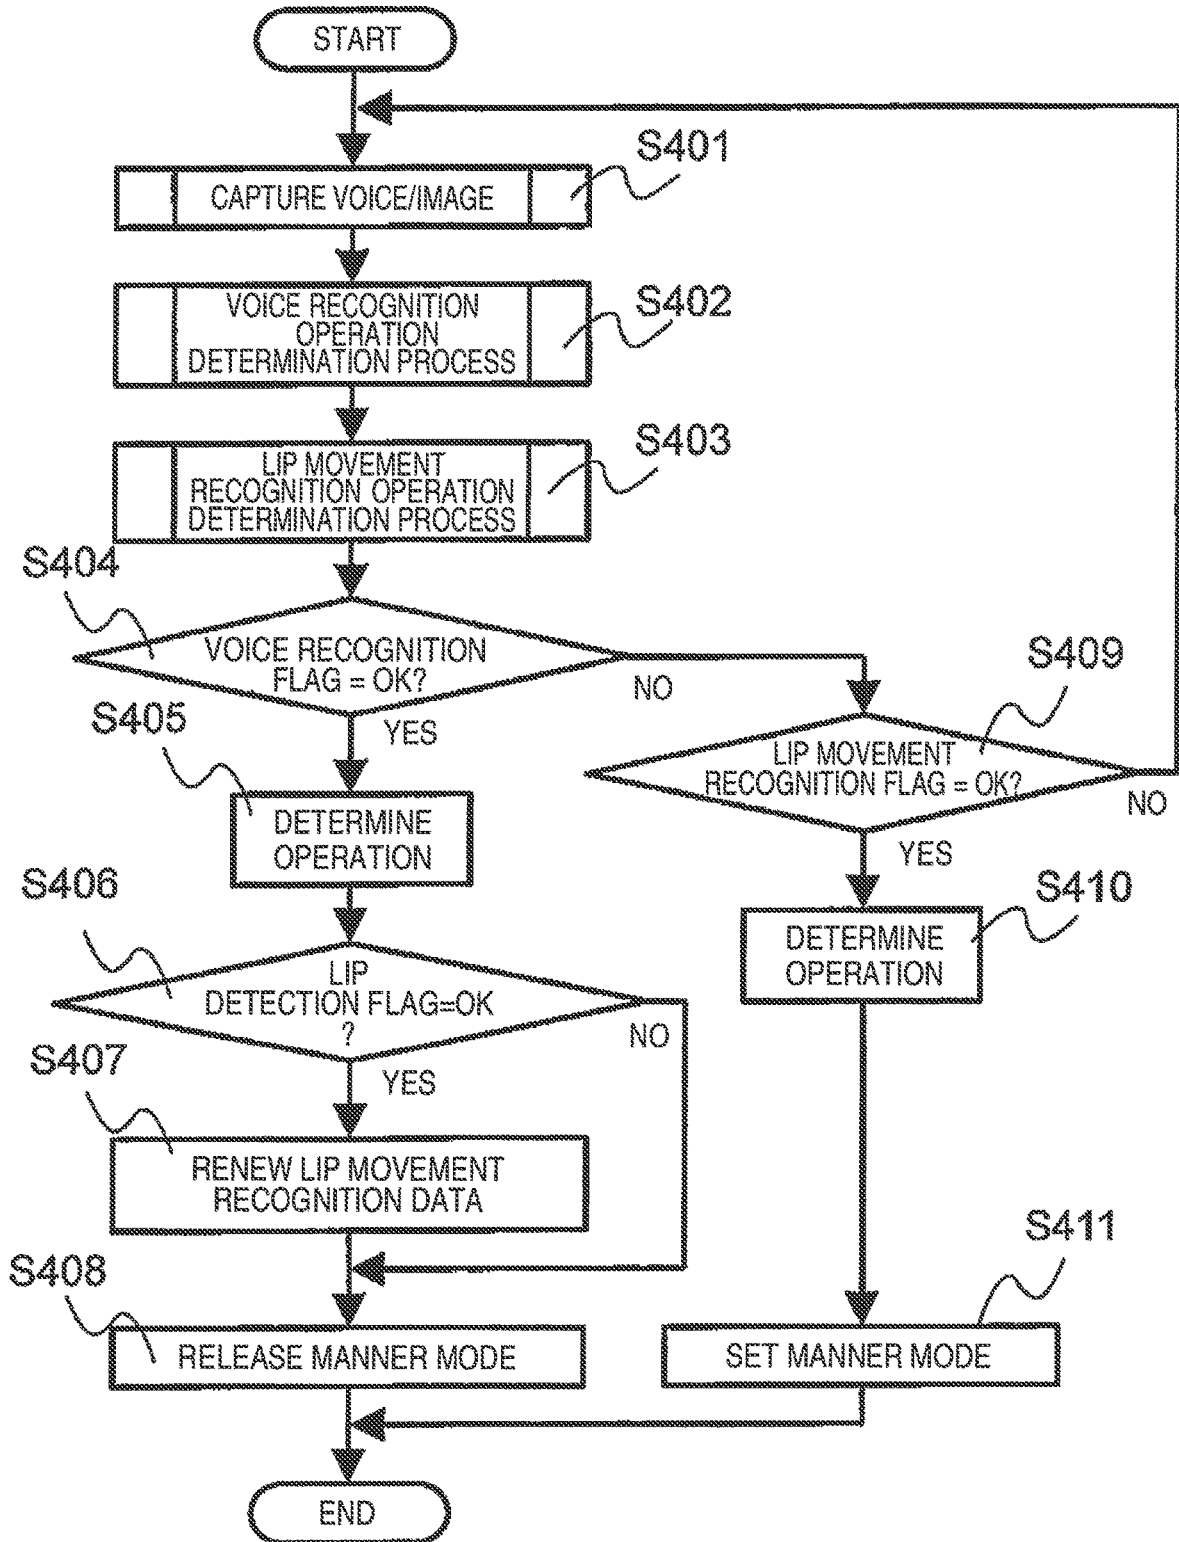 START
S401
CAPTURE VOICE/IMAGE
S402
VOICE RECOGNITION
OPERATION
DETERMINATION PROCESS
S403
LIP MOVEMENT
RECOGNITION OPERATION
DETERMINATION PROCESS
S404
VOICE RECOGNITION
FLAG = OK?
NO
YES
S409
LIP MOVEMENT
RECOGNITION FLAG = OK?
NO
YES
S405
DETERMINE
OPERATION
S410
DETERMINE
OPERATION
S406
LIP
DETECTION FLAG=OK
?
NO
YES
S407
RENEW LIP MOVEMENT
RECOGNITION DATA
S408
RELEASE MANNER MODE
S411
SET MANNER MODE
END